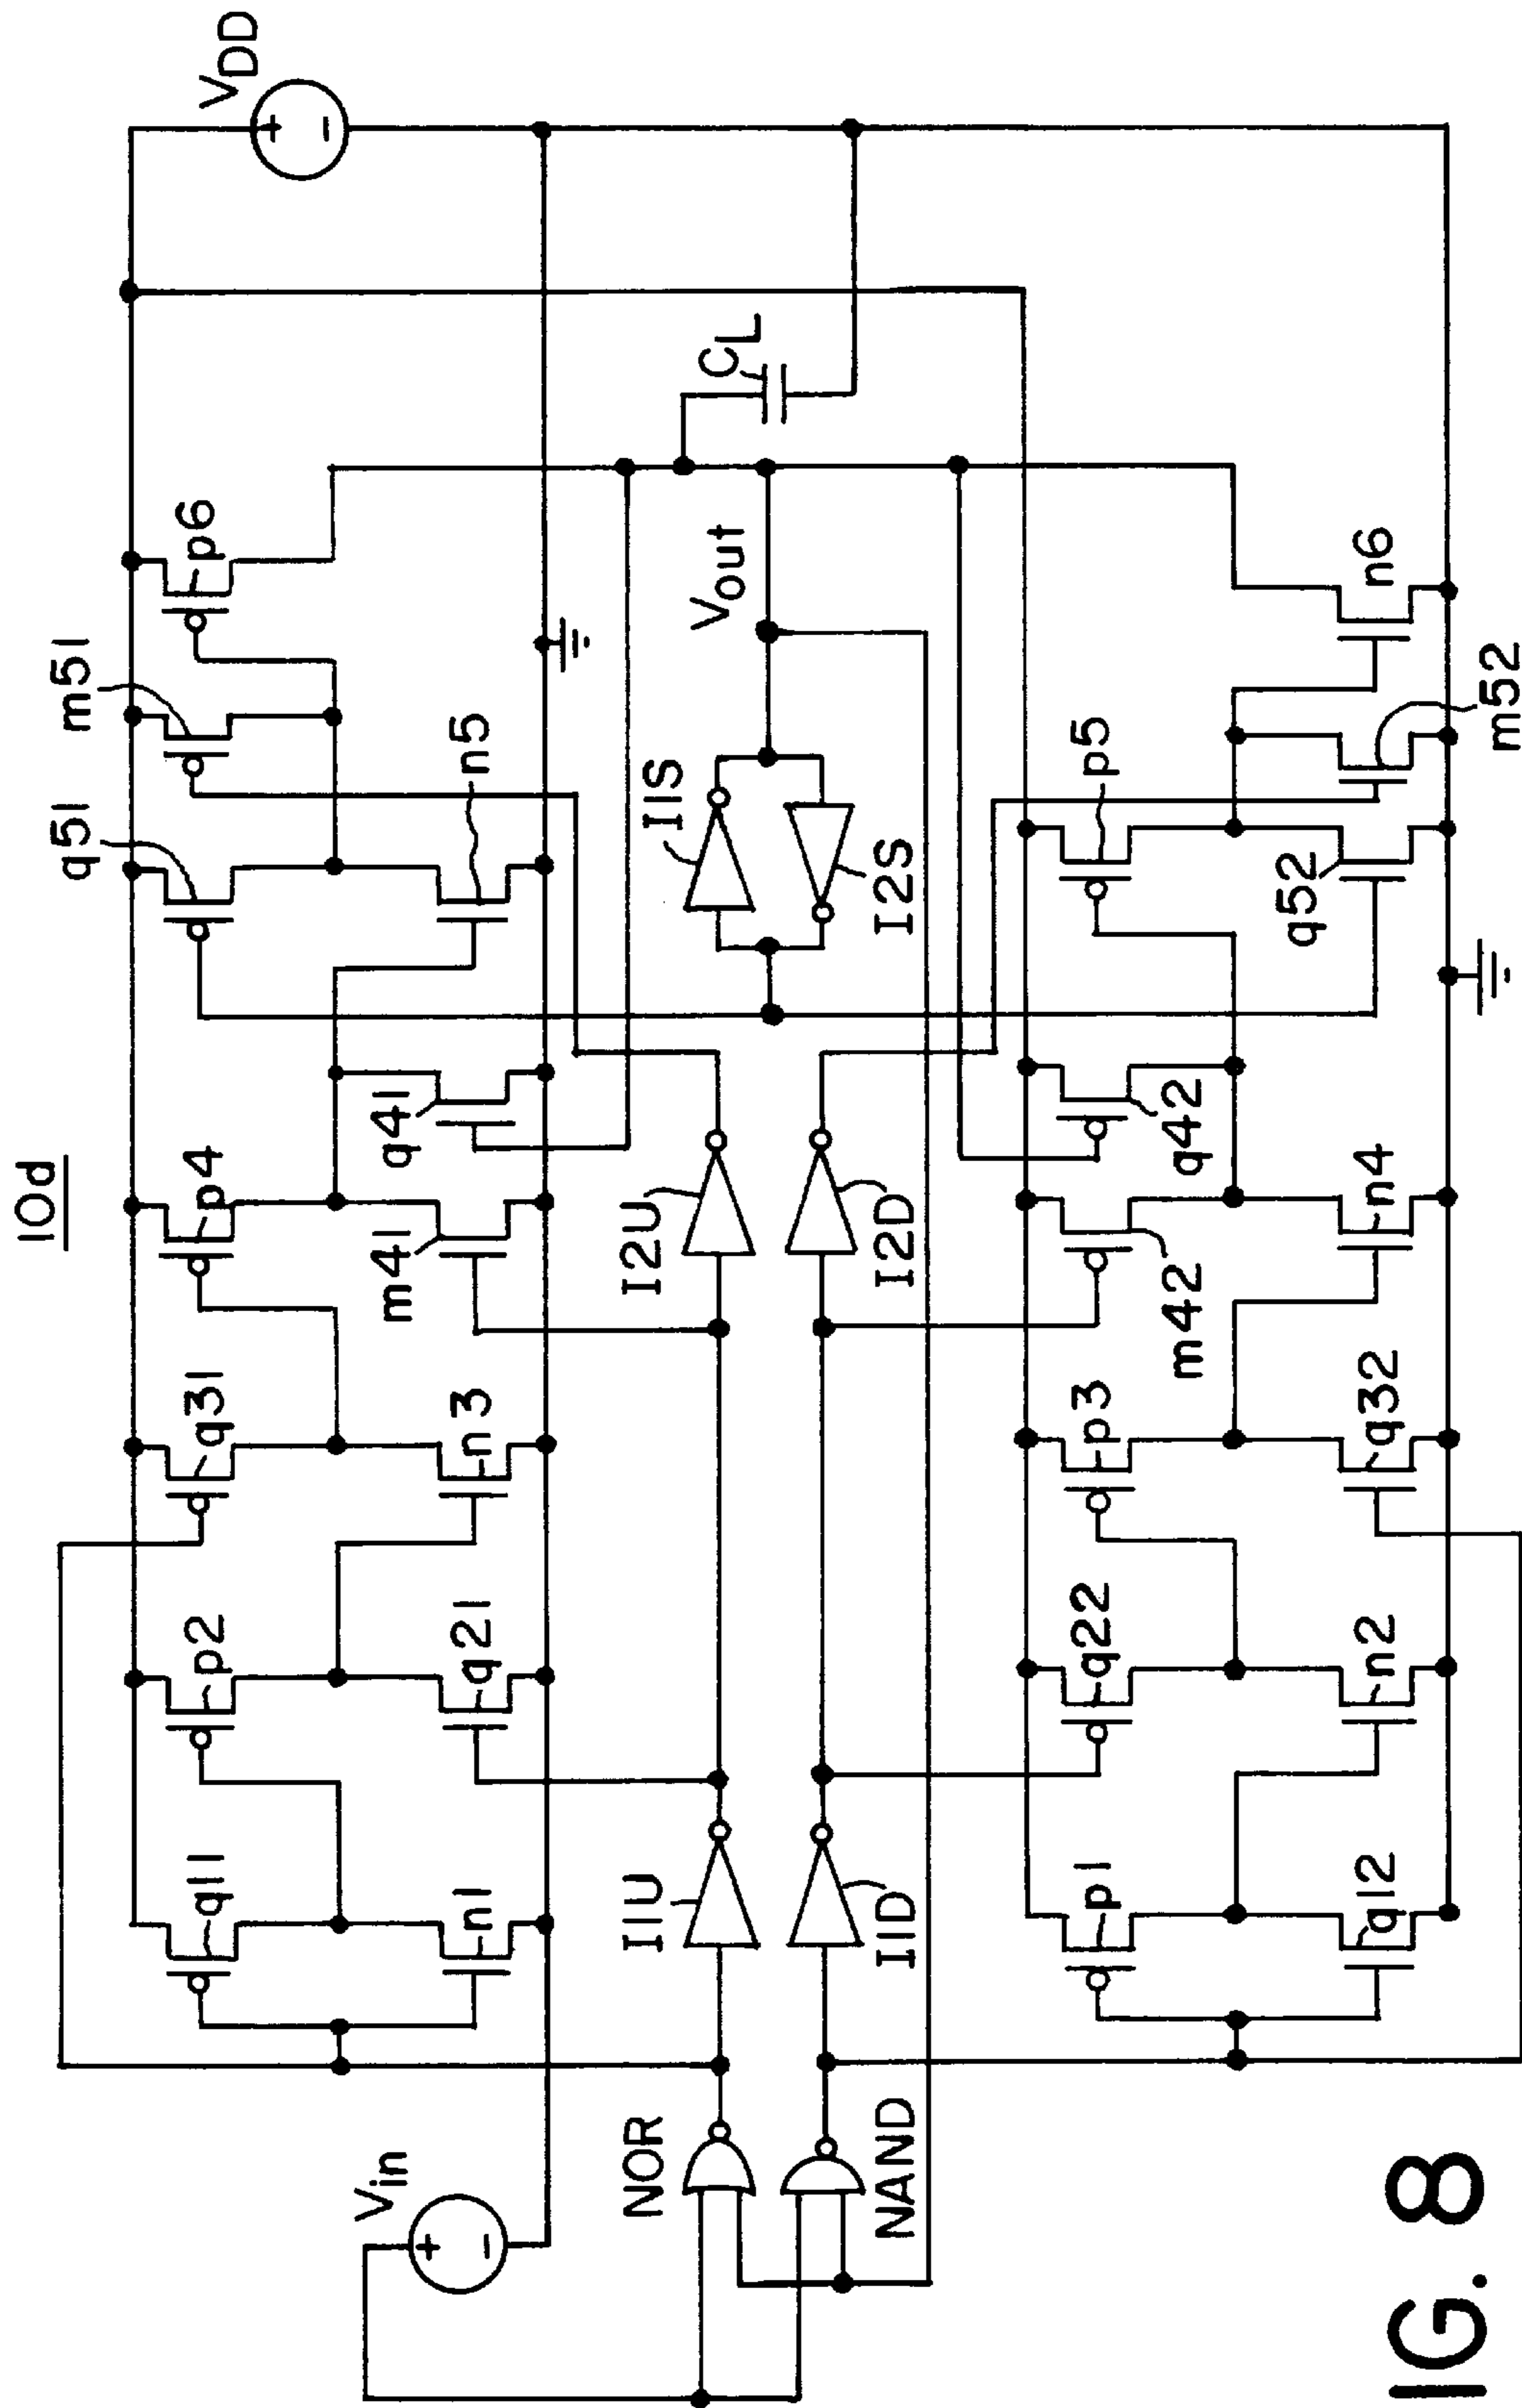 10d
V_DD
q11
p2
q31
p4
q51
m51
p6
n1
q21
n3
m41
q41
n5
V_in
NOR
I1U
I2U
I1S
V_out
C_L
NAND
I1D
I2D
I2S
p1
q22
p3
m42
q42
p5
q12
n2
q32
n4
q52
m52
n6
IG. 8